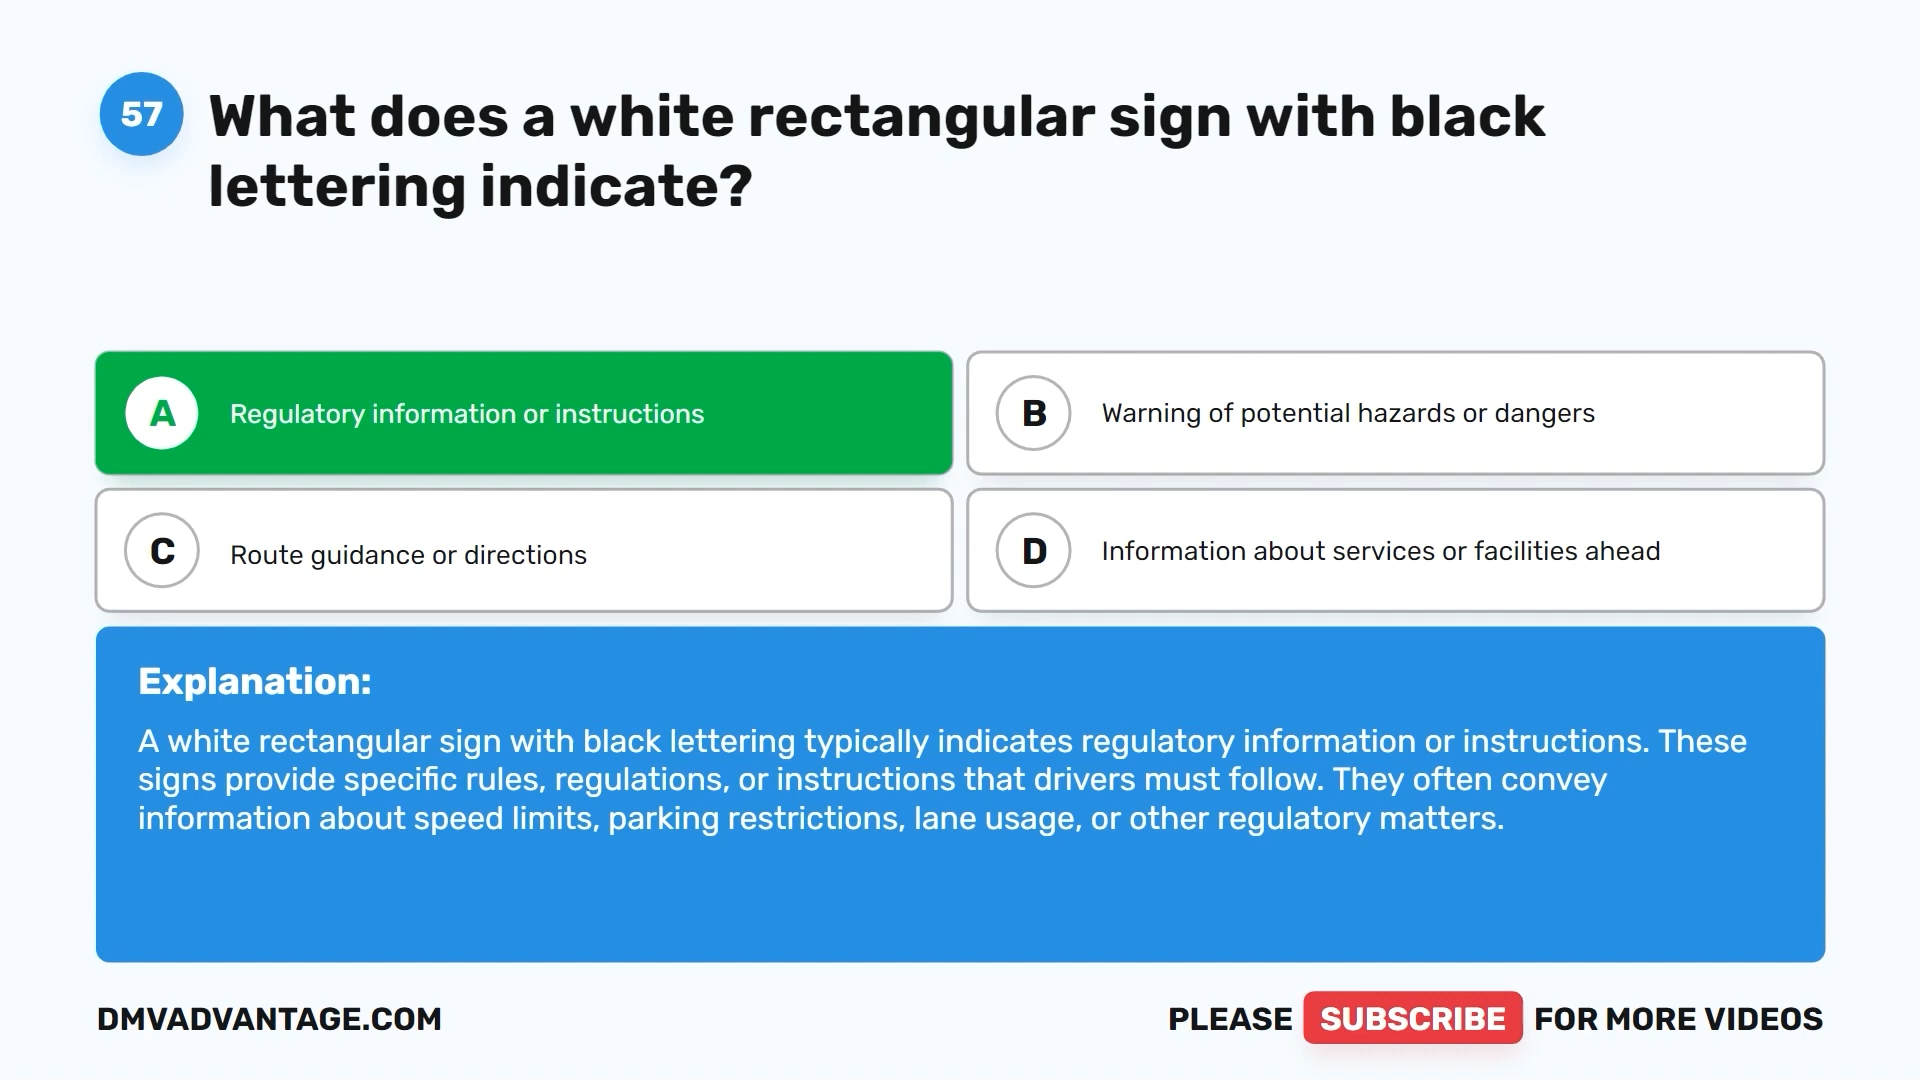 57
What does a white rectangular sign with black
lettering indicate?
A Regulatory information or instructions
B Warning of potential hazards or dangers
C Route guidance or directions
D Information about services or facilities ahead
Explanation:
A white rectangular sign with black lettering typically indicates regulatory information or instructions. These
signs provide specific rules, regulations, or instructions that drivers must follow. They often convey
information about speed limits, parking restrictions, lane usage, or other regulatory matters.
DMVADVANTAGE.COM
PLEASE SUBSCRIBE FOR MORE VIDEOS